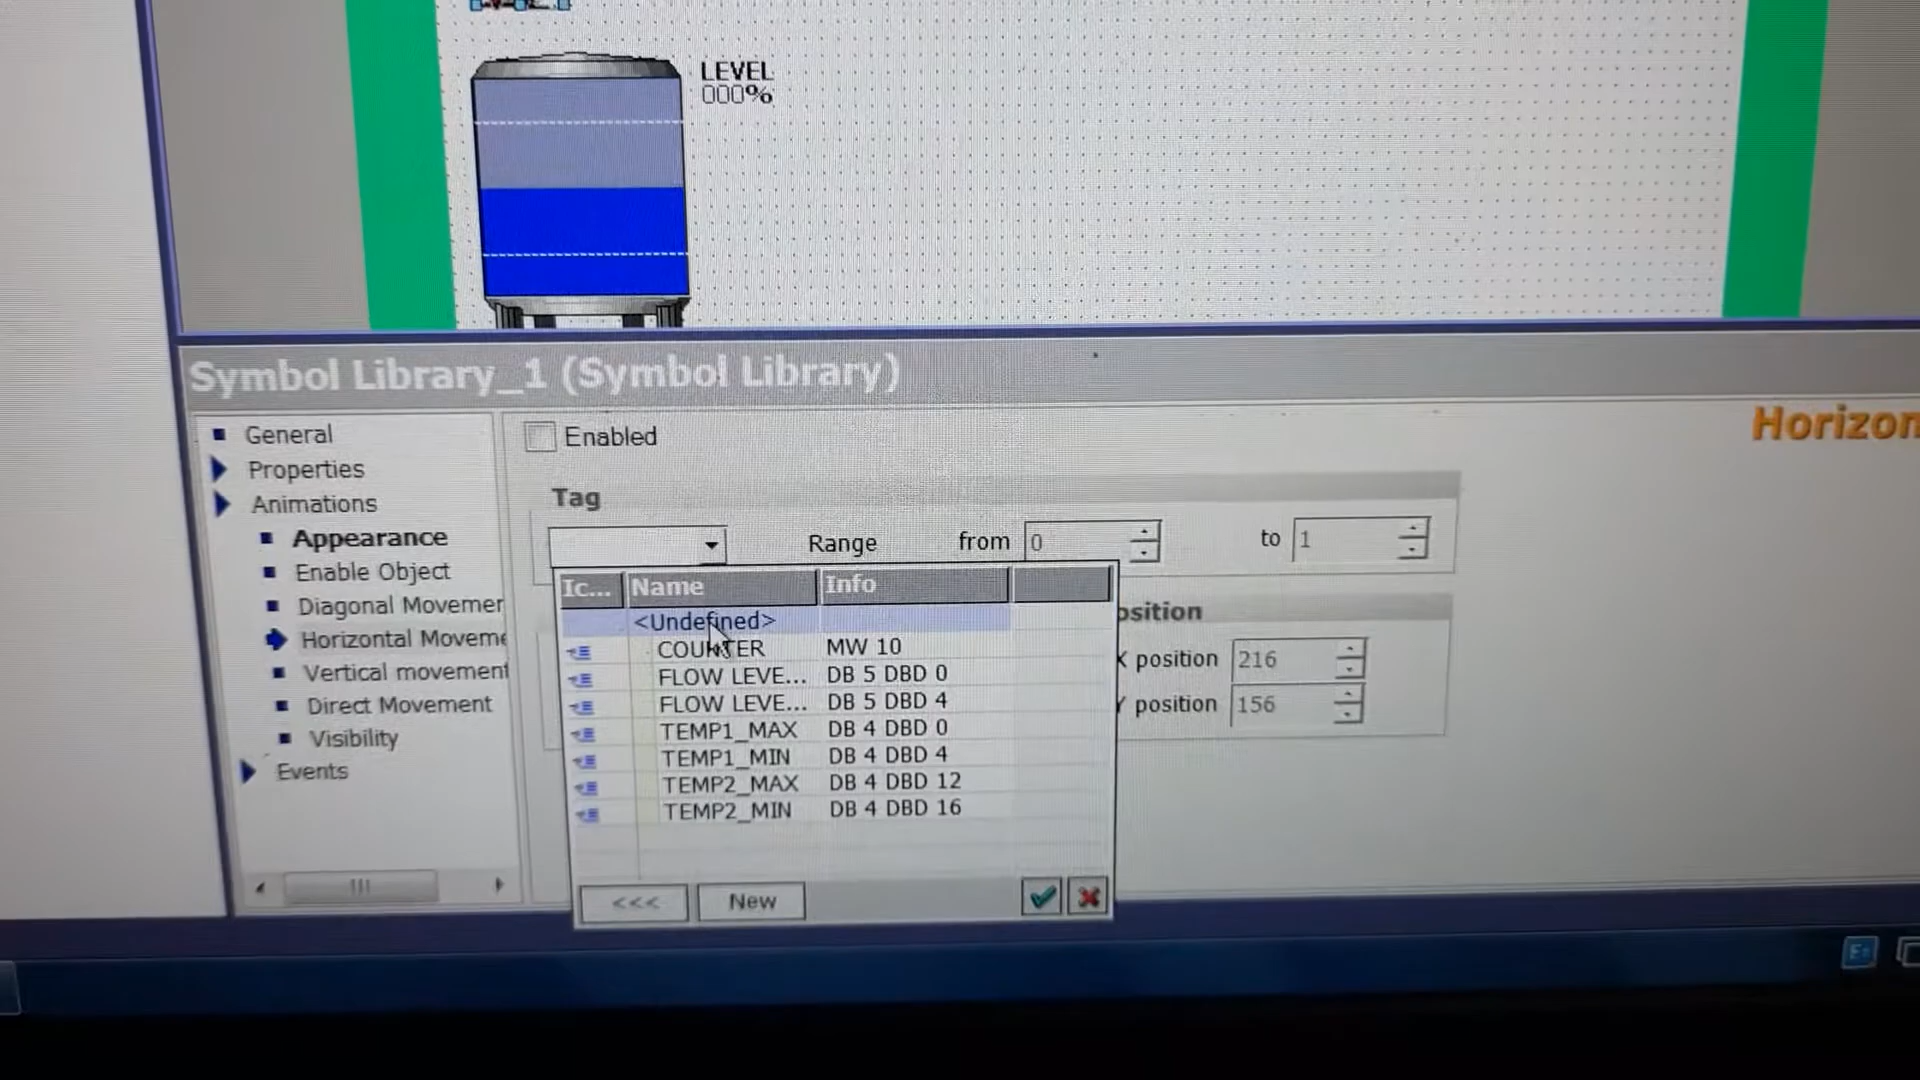 LEVEL
000%
Symbol Library_1 (Symbol Library)
General
Properties
Animations
Appearance
Enable Object
Diagonal Movemen
Horizontal Moveme
Vertical movement
Direct Movement
Visibility
Events
Enabled
Horizon
Tag
Range from 0 to 1
Ic... Name Info
<Undefined>
COUNTER MW 10
FLOW LEVE... DB 5 DBD 0
FLOW LEVE... DB 5 DBD 4
TEMP1_MAX DB 4 DBD 0
TEMP1_MIN DB 4 DBD 4
TEMP2_MAX DB 4 DBD 12
TEMP2_MIN DB 4 DBD 16
<<< New
osition
X position 216
Y position 156